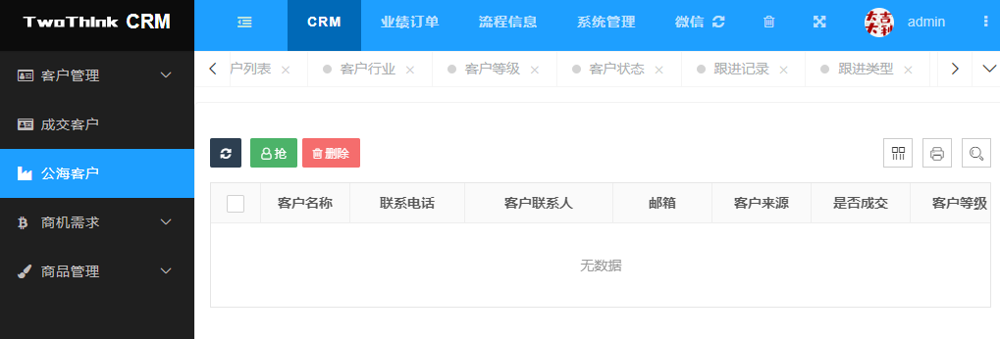 TwoThink CRM
CRM 业绩订单 流程信息 系统管理 微信 大吉大利 admin
户列表 客户行业 客户等级 客户状态 跟进记录 跟进类型
客户管理
成交客户
公海客户
商机需求
商品管理
抢 删除
客户名称 联系电话 客户联系人 邮箱 客户来源 是否成交 客户等级
无数据